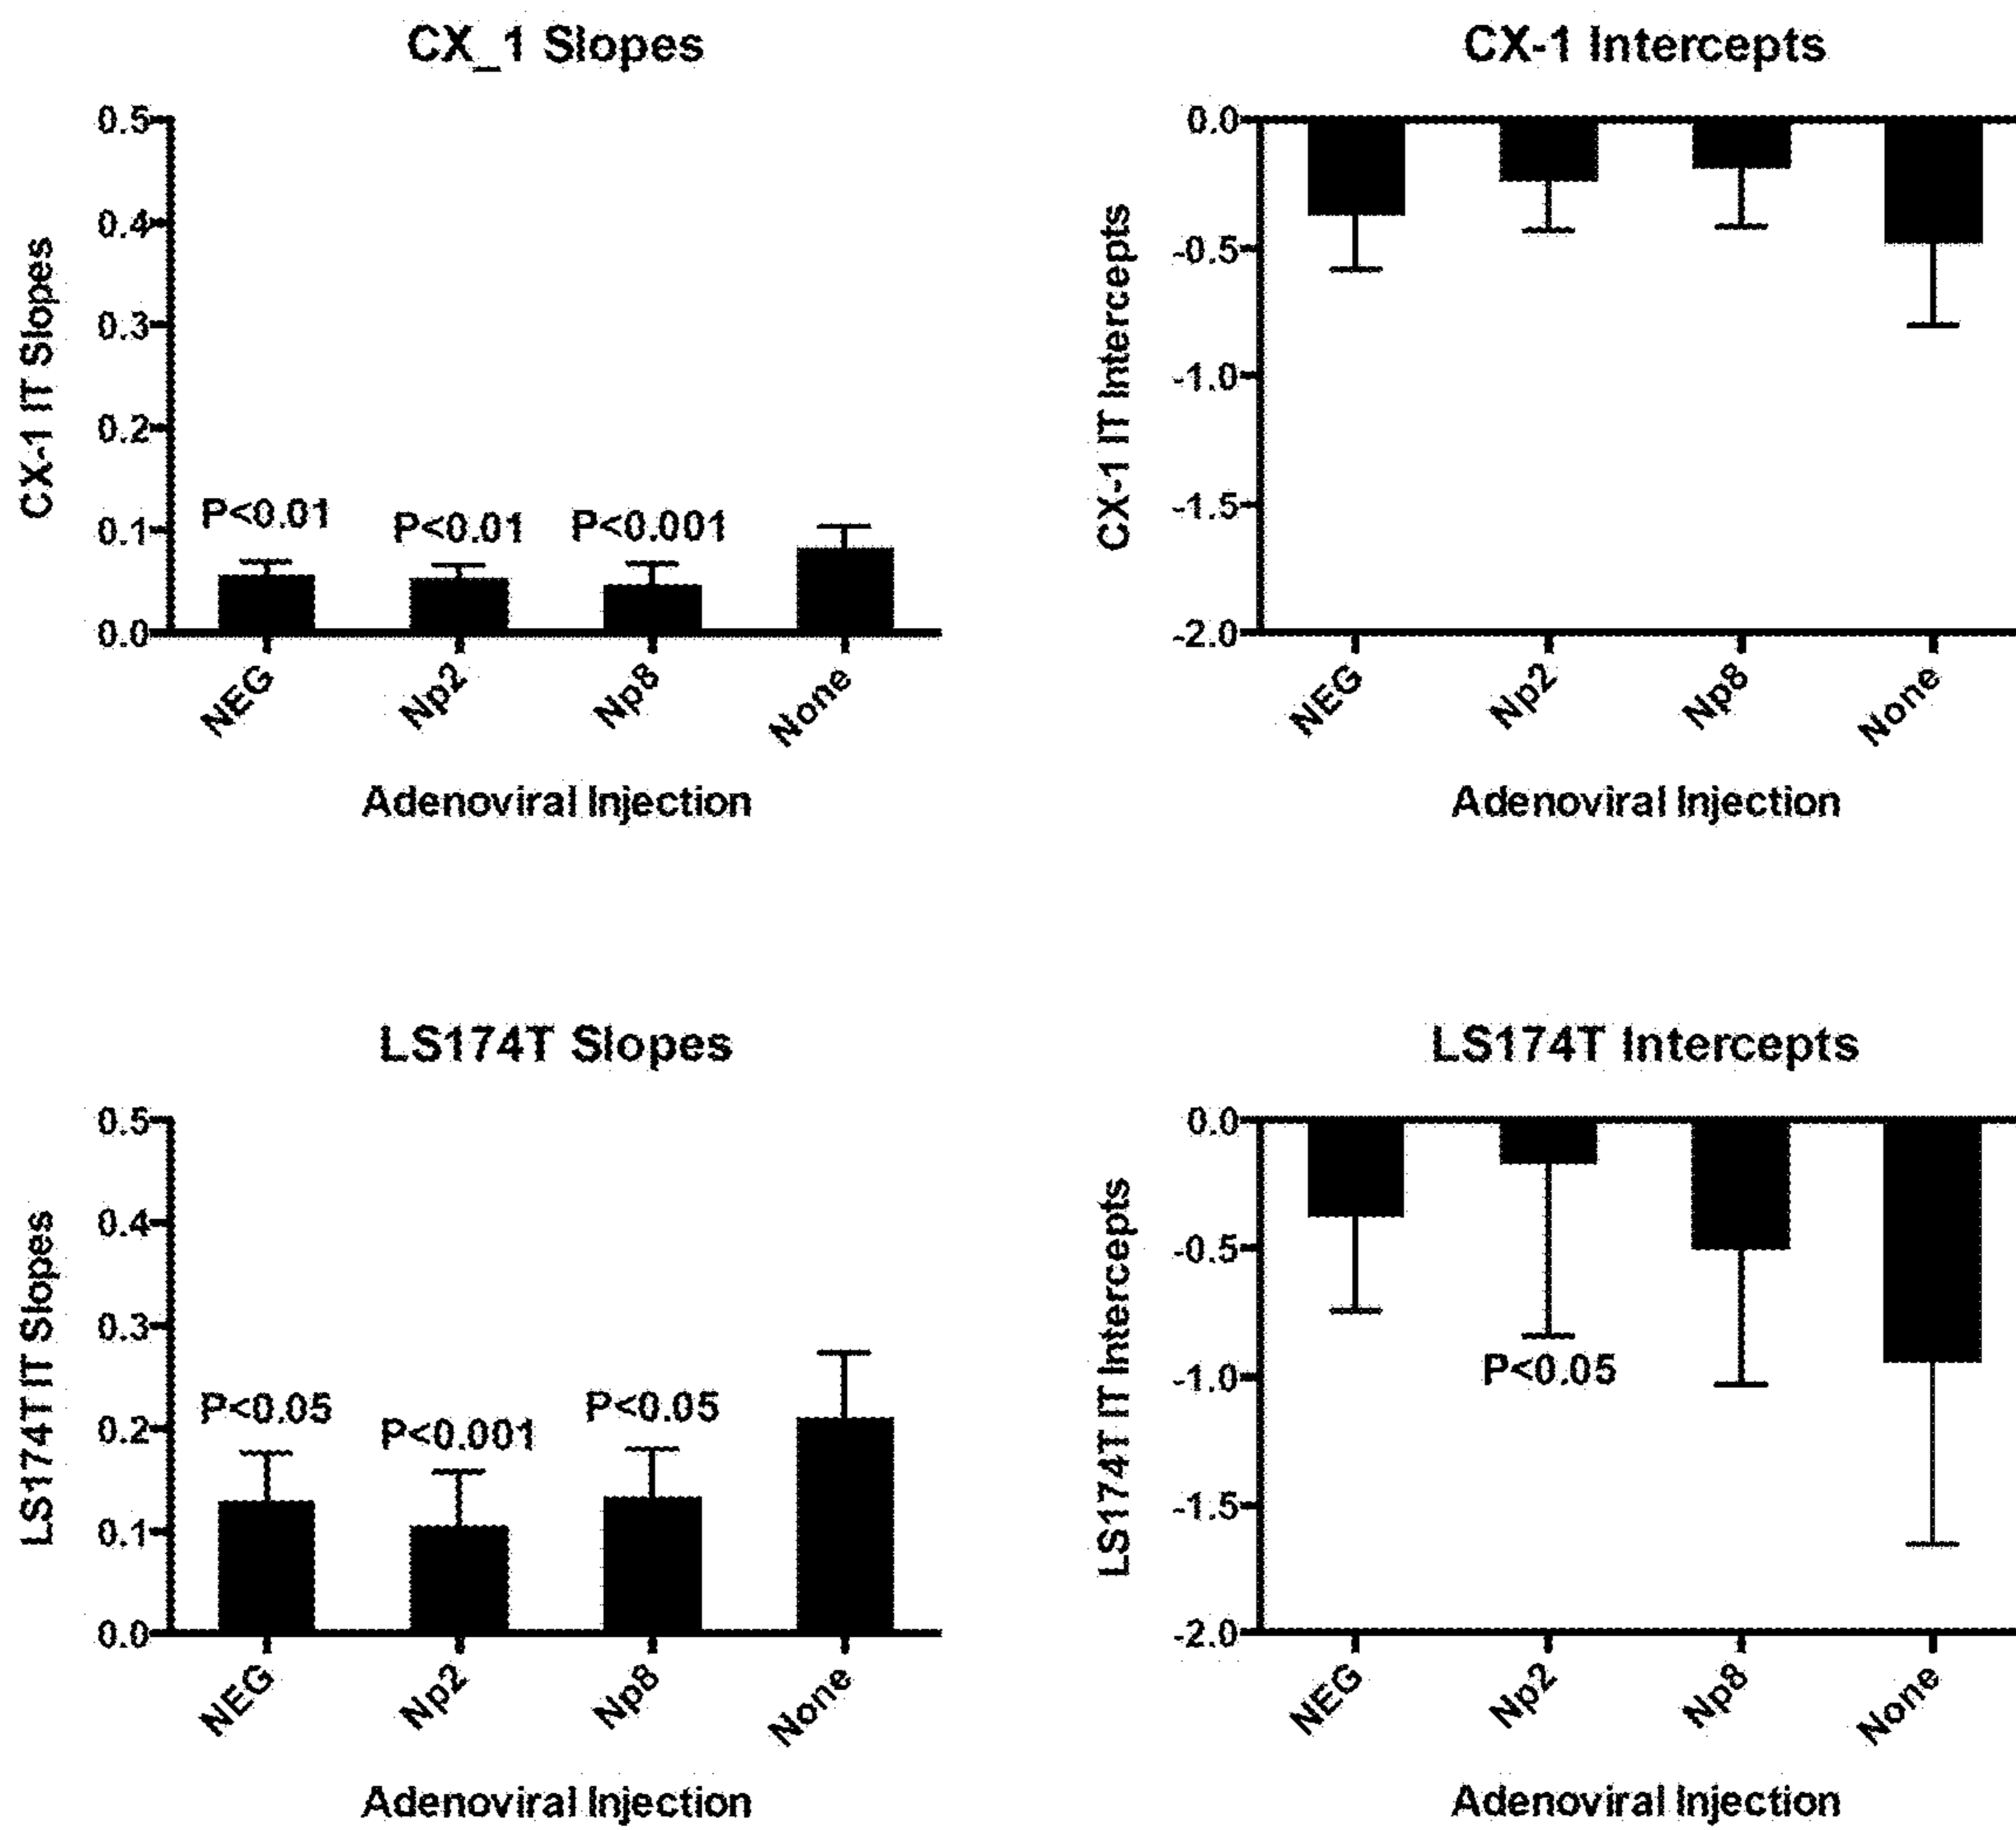 CX_1 Slopes
CX-1 IT Slopes
0.5
0.4
0.3
0.2
0.1
0.0
P<0.01
P<0.01
P<0.001
NEG
Np2
Np8
None
Adenoviral Injection
CX-1 Intercepts
CX-1 IT Intercepts
0.0
-0.5
-1.0
-1.5
-2.0
NEG
Np2
Np8
None
Adenoviral Injection
LS174T Slopes
LS174T IT Slopes
0.5
0.4
0.3
0.2
0.1
0.0
P<0.05
P<0.001
P<0.05
NEG
Np2
Np8
None
Adenoviral Injection
LS174T Intercepts
LS174T IT Intercepts
0.0
-0.5
-1.0
-1.5
-2.0
P<0.05
NEG
Np2
Np8
None
Adenoviral Injection